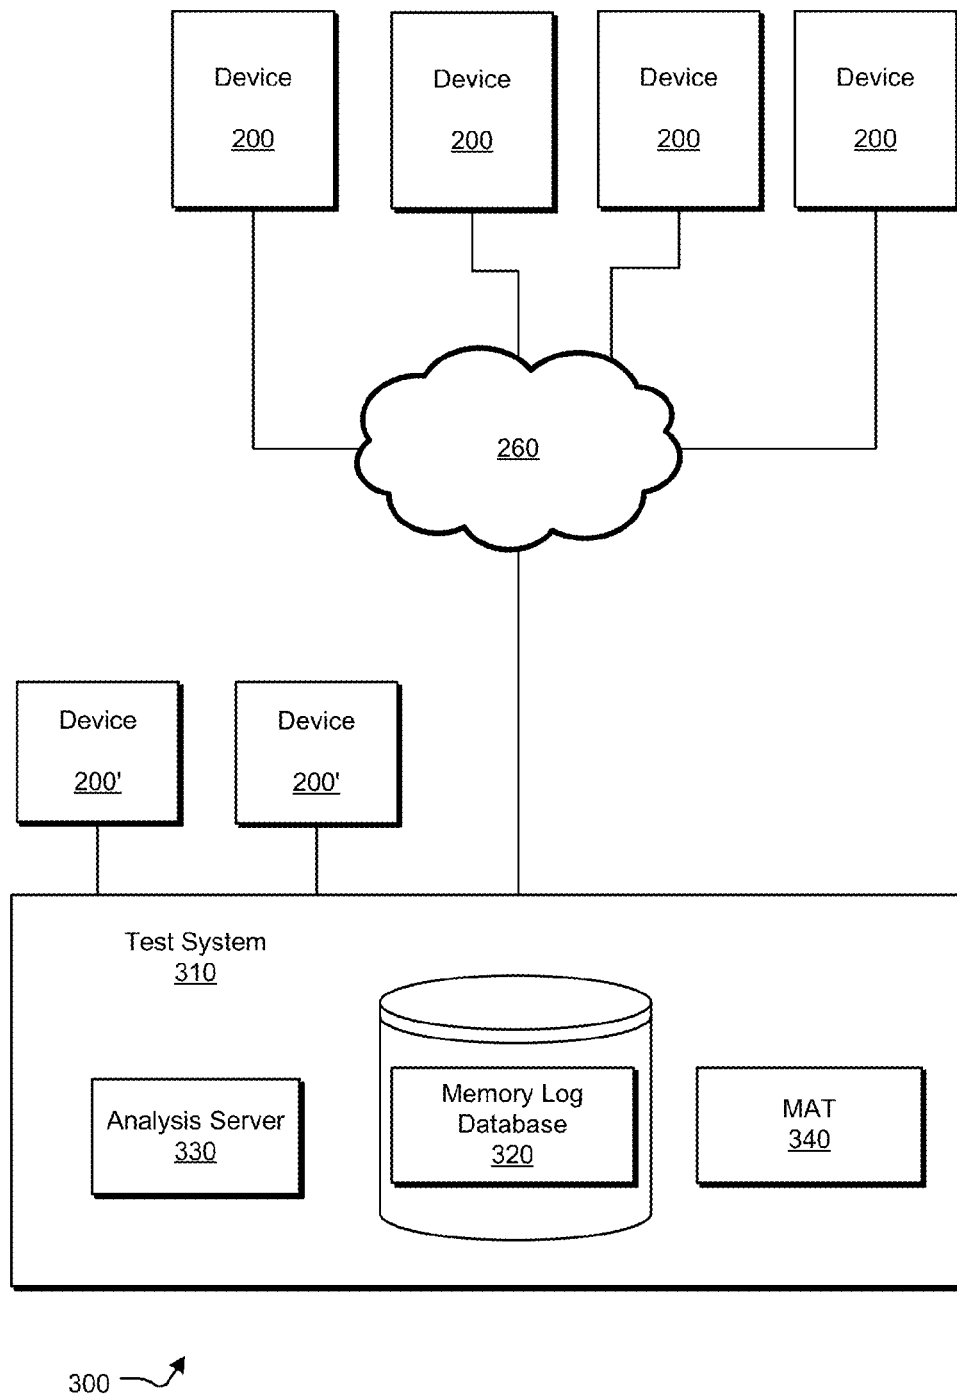 Device
200
Device
200
Device
200
Device
200
260
Device
200'
Device
200'
Test System
310
Analysis Server
330
Memory Log
Database
320
MAT
340
300